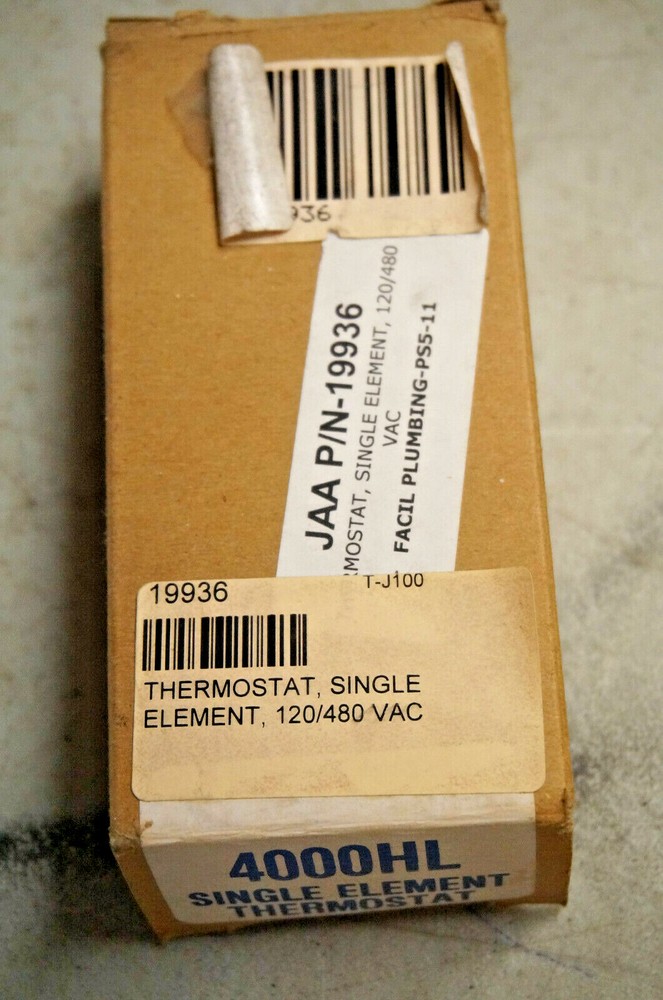 936
JAA P/N-19936
MOSTAT, SINGLE ELEMENT, 120/480
VAC
FACIL PLUMBING-PS5-11
19936
T-J100
THERMOSTAT, SINGLE
ELEMENT, 120/480 VAC
4000HL
SINGLE ELEMENT
THERMOSTAT